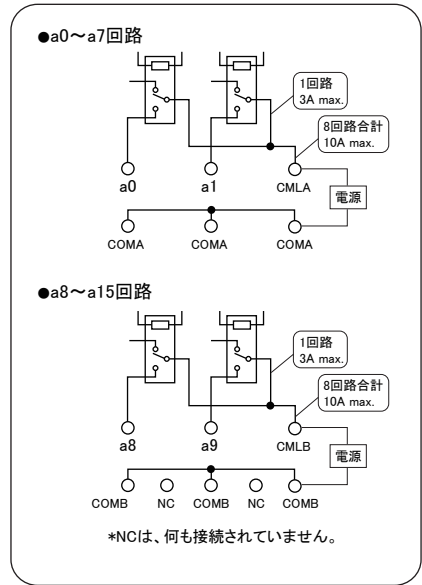 ●a0～a7回路
1回路
3A max.
8回路合計
10A max.
a0 a1 CMLA
電源
COMA COMA COMA
●a8～a15回路
1回路
3A max.
8回路合計
10A max.
a8 a9 CMLB
電源
COMB NC COMB NC COMB
*NCは、何も接続されていません。